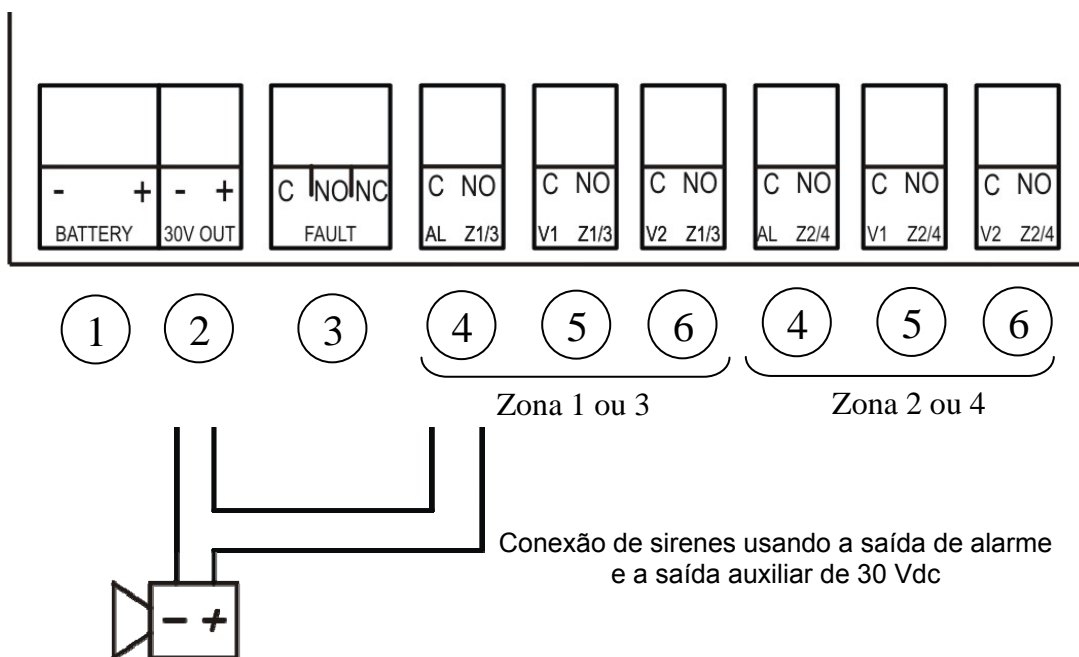 - + - + C NO NC C NO C NO C NO C NO C NO C NO
BATTERY 30V OUT FAULT AL Z1/3 V1 Z1/3 V2 Z1/3 AL Z2/4 V1 Z2/4 V2 Z2/4
1 2 3 4 5 6 4 5 6
Zona 1 ou 3 Zona 2 ou 4
Conexão de sirenes usando a saída de alarme
e a saída auxiliar de 30 Vdc
- +